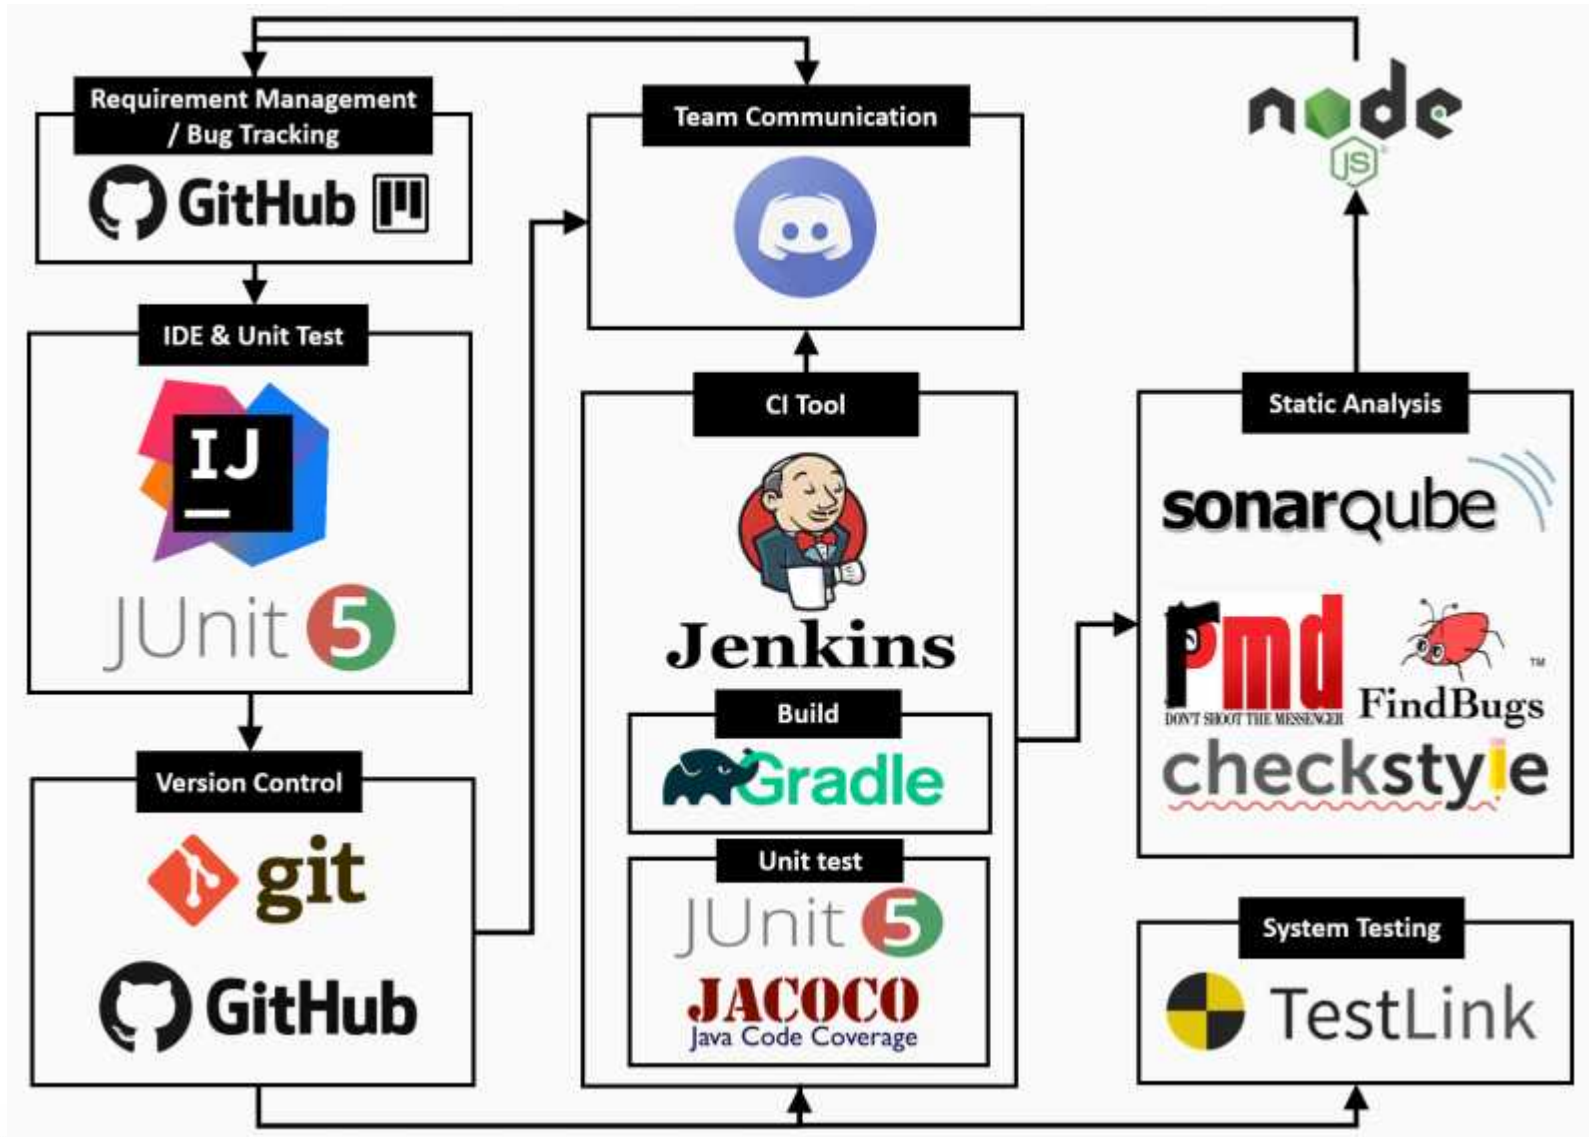 Requirement Management
/ Bug Tracking
GitHub
IDE & Unit Test
IJ
JUnit 5
Version Control
git
GitHub
Team Communication
CI Tool
Jenkins
Build
Gradle
Unit test
JUnit 5
JACOCO
Java Code Coverage
node
JS
Static Analysis
sonarqube
pmd
DON'T SHOOT THE MESSENGER
TM
FindBugs
checkstyle
System Testing
TestLink